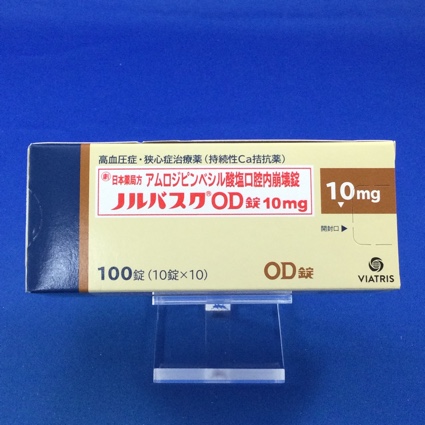 高血圧症・狭心症治療薬(持続性Ca拮抗薬)
劇 日本薬局方 アムロジピンベシル酸塩口腔内崩壊錠
ノルバスク®OD錠10mg
10mg
開封口▶
100錠(10錠×10)
OD錠
VIATRIS